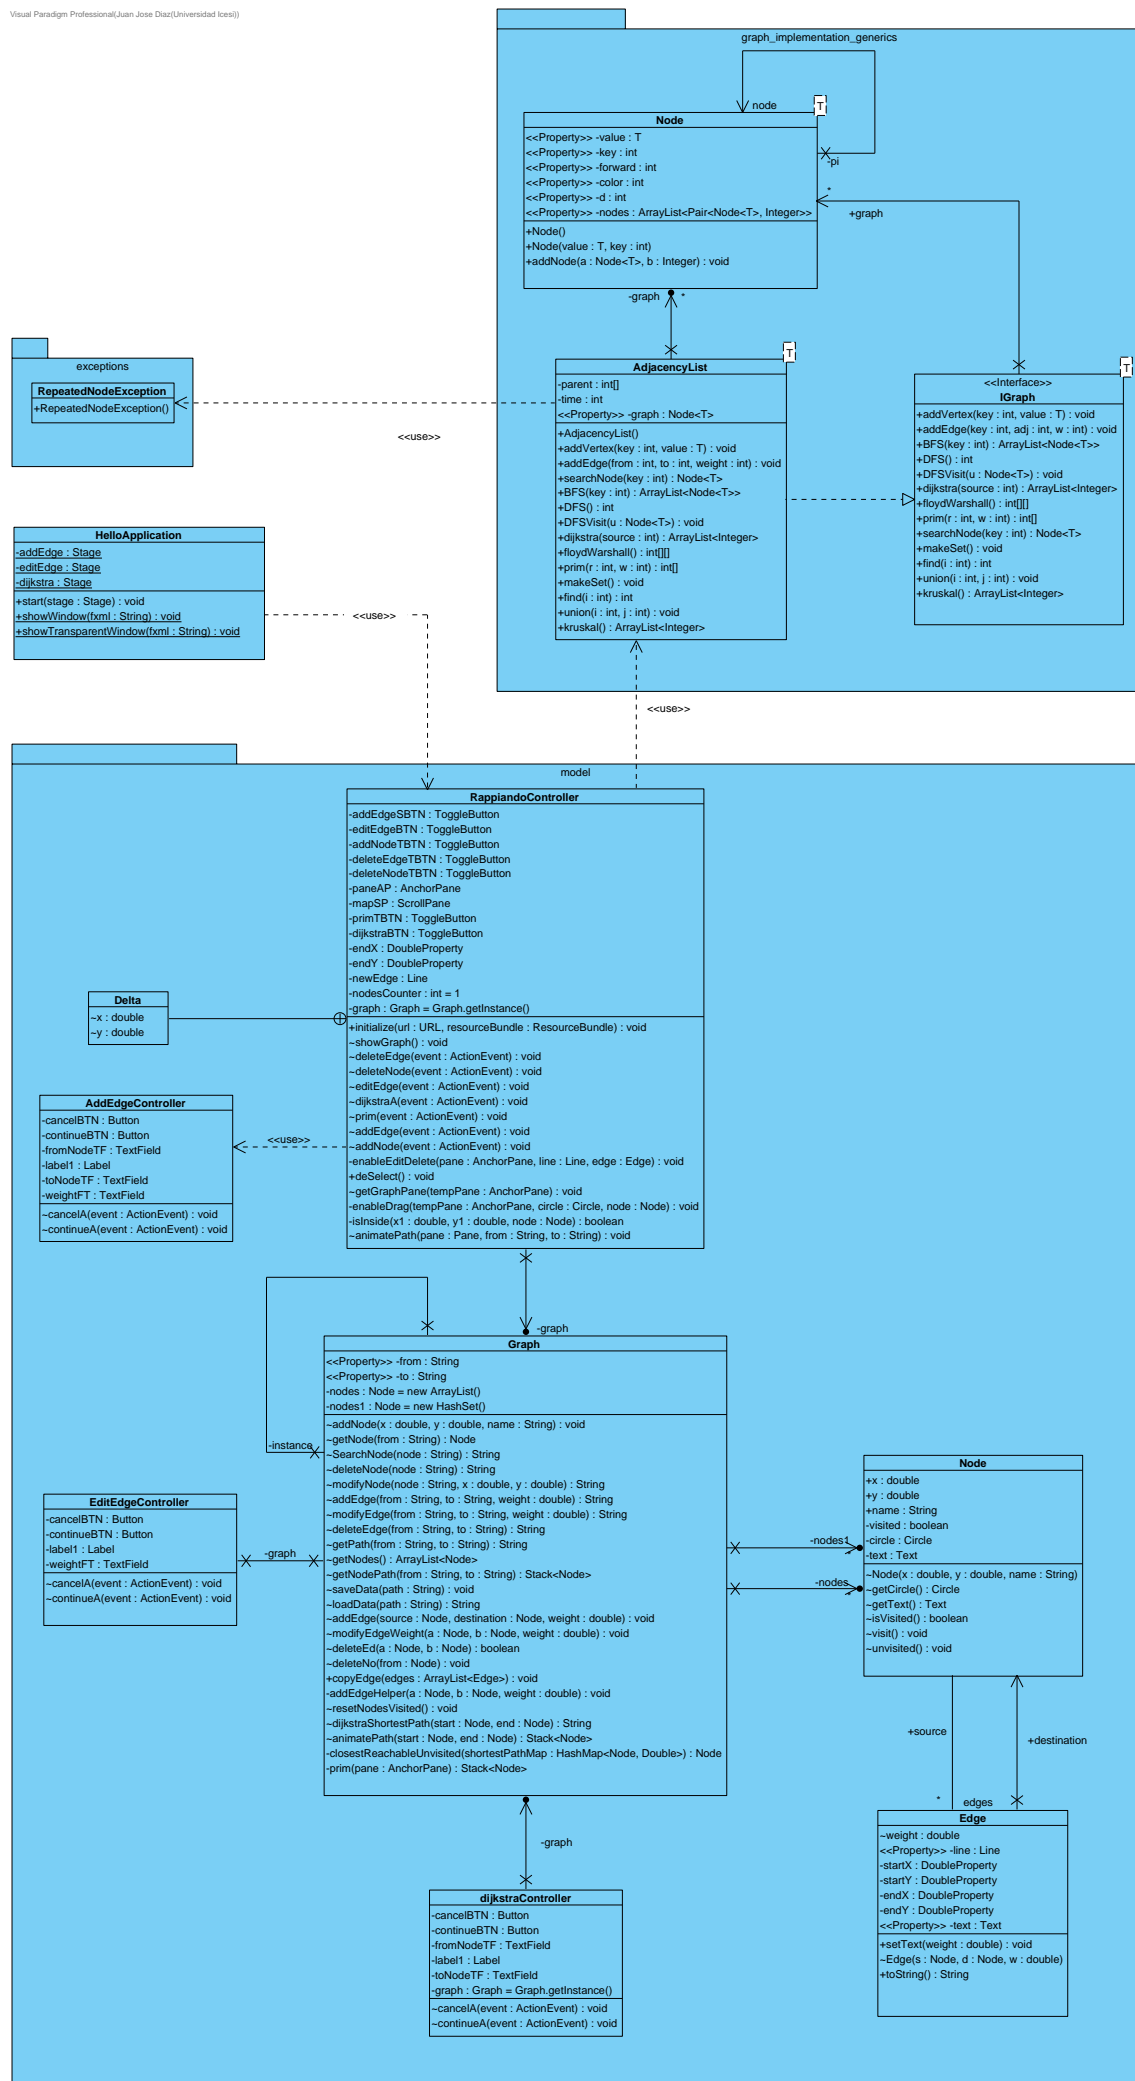 Visual Paradigm Professional(Juan Jose Diaz(Universidad Icesi))
graph_implementation_generics
node
T
Node
<<Property>> -value : T
<<Property>> -key : int
<<Property>> -forward : int
<<Property>> -color : int
<<Property>> -d : int
<<Property>> -nodes : ArrayList<Pair<Node<T>, Integer>>
+Node()
+Node(value : T, key : int)
+addNode(a : Node<T>, b : Integer) : void
-pi
*
+graph
-graph
*
exceptions
RepeatedNodeException
+RepeatedNodeException()
<<use>>
T
AdjacencyList
-parent : int[]
-time : int
<<Property>> -graph : Node<T>
+AdjacencyList()
+addVertex(key : int, value : T) : void
+addEdge(from : int, to : int, weight : int) : void
+searchNode(key : int) : Node<T>
+BFS(key : int) : ArrayList<Node<T>>
+DFS() : int
+DFSVisit(u : Node<T>) : void
+dijkstra(source : int) : ArrayList<Integer>
+floydWarshall() : int[][]
+prim(r : int, w : int) : int[]
+makeSet() : void
+find(i : int) : int
+union(i : int, j : int) : void
+kruskal() : ArrayList<Integer>
T
<<Interface>>
IGraph
+addVertex(key : int, value : T) : void
+addEdge(key : int, adj : int, w : int) : void
+BFS(key : int) : ArrayList<Node<T>>
+DFS() : int
+DFSVisit(u : Node<T>) : void
+dijkstra(source : int) : ArrayList<Integer>
+floydWarshall() : int[][]
+prim(r : int, w : int) : int[]
+searchNode(key : int) : Node<T>
+makeSet() : void
+find(i : int) : int
+union(i : int, j : int) : void
+kruskal() : ArrayList<Integer>
HelloApplication
-addEdge : Stage
-editEdge : Stage
-dijkstra : Stage
+start(stage : Stage) : void
+showWindow(fxml : String) : void
+showTransparentWindow(fxml : String) : void
<<use>>
<<use>>
model
RappiandoController
-addEdgeSBTN : ToggleButton
-editEdgeBTN : ToggleButton
-addNodeTBTN : ToggleButton
-deleteEdgeTBTN : ToggleButton
-deleteNodeTBTN : ToggleButton
-paneAP : AnchorPane
-mapSP : ScrollPane
-primTBTN : ToggleButton
-dijkstraBTN : ToggleButton
-endX : DoubleProperty
-endY : DoubleProperty
-newEdge : Line
-nodesCounter : int = 1
-graph : Graph = Graph.getInstance()
+initialize(url : URL, resourceBundle : ResourceBundle) : void
~showGraph() : void
~deleteEdge(event : ActionEvent) : void
~deleteNode(event : ActionEvent) : void
~editEdge(event : ActionEvent) : void
~dijkstraA(event : ActionEvent) : void
~prim(event : ActionEvent) : void
~addEdge(event : ActionEvent) : void
~addNode(event : ActionEvent) : void
-enableEditDelete(pane : AnchorPane, line : Line, edge : Edge) : void
+deSelect() : void
~getGraphPane(tempPane : AnchorPane) : void
-enableDrag(tempPane : AnchorPane, circle : Circle, node : Node) : void
-isInside(x1 : double, y1 : double, node : Node) : boolean
~animatePath(pane : Pane, from : String, to : String) : void
Delta
~x : double
~y : double
AddEdgeController
-cancelBTN : Button
-continueBTN : Button
-fromNodeTF : TextField
-label1 : Label
-toNodeTF : TextField
-weightFT : TextField
~cancelA(event : ActionEvent) : void
~continueA(event : ActionEvent) : void
<<use>>
-graph
Graph
<<Property>> -from : String
<<Property>> -to : String
-nodes : Node = new ArrayList()
-nodes1 : Node = new HashSet()
~addNode(x : double, y : double, name : String) : void
~getNode(from : String) : Node
~SearchNode(node : String) : String
~deleteNode(node : String) : String
~modifyNode(node : String, x : double, y : double) : String
~addEdge(from : String, to : String, weight : double) : String
~modifyEdge(from : String, to : String, weight : double) : String
~deleteEdge(from : String, to : String) : String
~getPath(from : String, to : String) : String
~getNodes() : ArrayList<Node>
~getNodePath(from : String, to : String) : Stack<Node>
~saveData(path : String) : void
~loadData(path : String) : String
~addEdge(source : Node, destination : Node, weight : double) : void
~modifyEdgeWeight(a : Node, b : Node, weight : double) : void
~deleteEd(a : Node, b : Node) : boolean
~deleteNo(from : Node) : void
+copyEdge(edges : ArrayList<Edge>) : void
-addEdgeHelper(a : Node, b : Node, weight : double) : void
~resetNodesVisited() : void
~dijkstraShortestPath(start : Node, end : Node) : String
~animatePath(start : Node, end : Node) : Stack<Node>
-closestReachableUnvisited(shortestPathMap : HashMap<Node, Double>) : Node
-prim(pane : AnchorPane) : Stack<Node>
-instance
EditEdgeController
-cancelBTN : Button
-continueBTN : Button
-label1 : Label
-weightFT : TextField
~cancelA(event : ActionEvent) : void
~continueA(event : ActionEvent) : void
-graph
-nodes1
*
-nodes
*
Node
+x : double
+y : double
+name : String
-visited : boolean
-circle : Circle
-text : Text
~Node(x : double, y : double, name : String)
~getCircle() : Circle
~getText() : Text
~isVisited() : boolean
~visit() : void
~unvisited() : void
+source
+destination
*
edges
Edge
~weight : double
<<Property>> -line : Line
-startX : DoubleProperty
-startY : DoubleProperty
-endX : DoubleProperty
-endY : DoubleProperty
<<Property>> -text : Text
+setText(weight : double) : void
~Edge(s : Node, d : Node, w : double)
+toString() : String
-graph
dijkstraController
-cancelBTN : Button
-continueBTN : Button
-fromNodeTF : TextField
-label1 : Label
-toNodeTF : TextField
-graph : Graph = Graph.getInstance()
~cancelA(event : ActionEvent) : void
~continueA(event : ActionEvent) : void